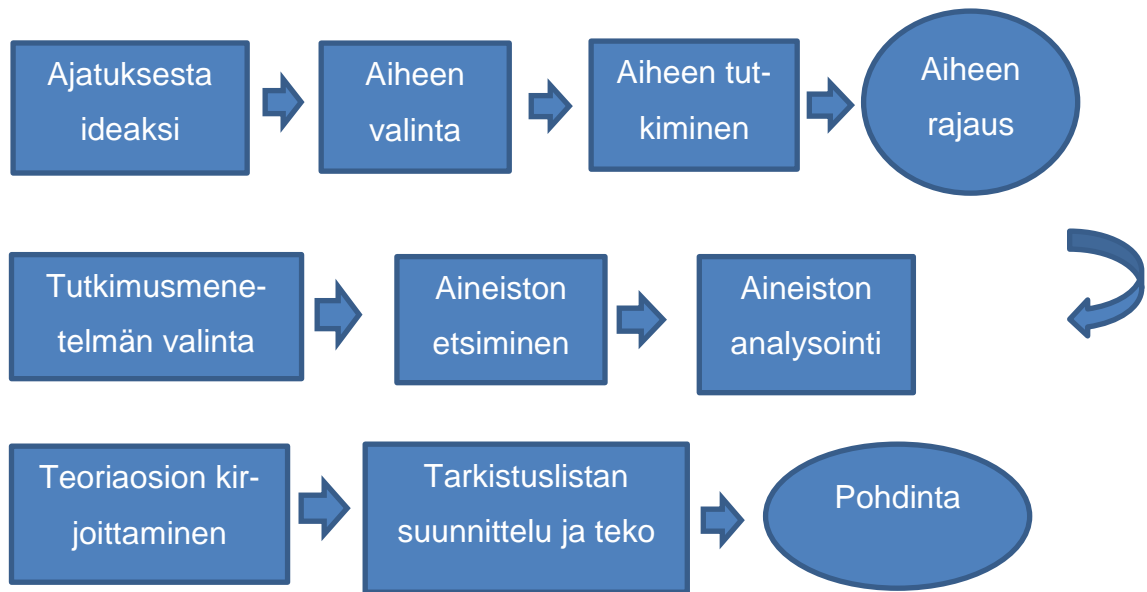 Ajatuksesta
ideaksi
Aiheen
valinta
Aiheen tut-
kiminen
Aiheen
rajaus
Tutkimusmene-
telmän valinta
Aineiston
etsiminen
Aineiston
analysointi
Teoriaosion kir-
joittaminen
Tarkistuslistan
suunnittelu ja teko
Pohdinta